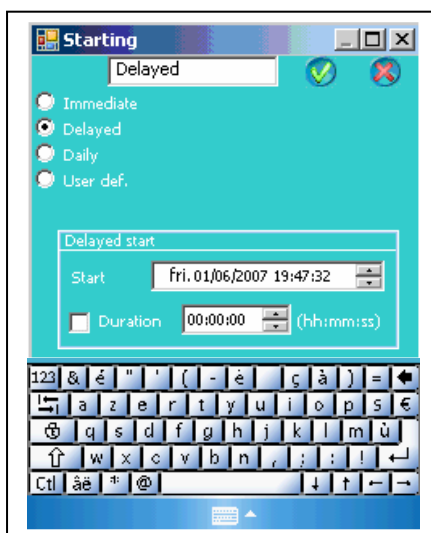 Starting
Delayed
Immediate
Delayed
Daily
User def.
Delayed start
Start fri. 01/06/2007 19:47:32
Duration 00:00:00 (hh:mm:ss)
123 & é " ' ( - è ç à ) =
a z e r t y u i o p $ €
q s d f g h j k l m ù
w x c v b n , ; : !
Ctl âë @